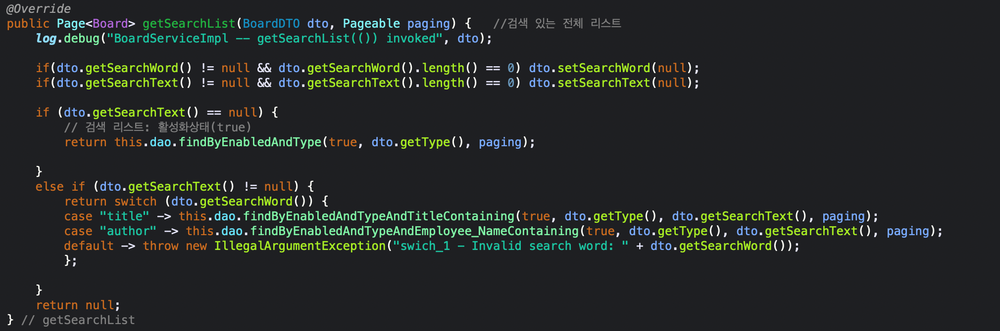 @Override
public Page<Board> getSearchList(BoardDTO dto, Pageable paging) {   //검색 있는 전체 리스트
    log.debug("BoardServiceImpl -- getSearchList(()) invoked", dto);

    if(dto.getSearchWord() != null && dto.getSearchWord().length() == 0) dto.setSearchWord(null);
    if(dto.getSearchText() != null && dto.getSearchText().length() == 0) dto.setSearchText(null);

    if (dto.getSearchText() == null) {
        // 검색 리스트: 활성화상태(true)
        return this.dao.findByEnabledAndType(true, dto.getType(), paging);

    }
    else if (dto.getSearchText() != null) {
        return switch (dto.getSearchWord()) {
        case "title" -> this.dao.findByEnabledAndTypeAndTitleContaining(true, dto.getType(), dto.getSearchText(), paging);
        case "author" -> this.dao.findByEnabledAndTypeAndEmployee_NameContaining(true, dto.getType(), dto.getSearchText(), paging);
        default -> throw new IllegalArgumentException("swich_1 - Invalid search word: " + dto.getSearchWord());
        };

    }
    return null;
} // getSearchList